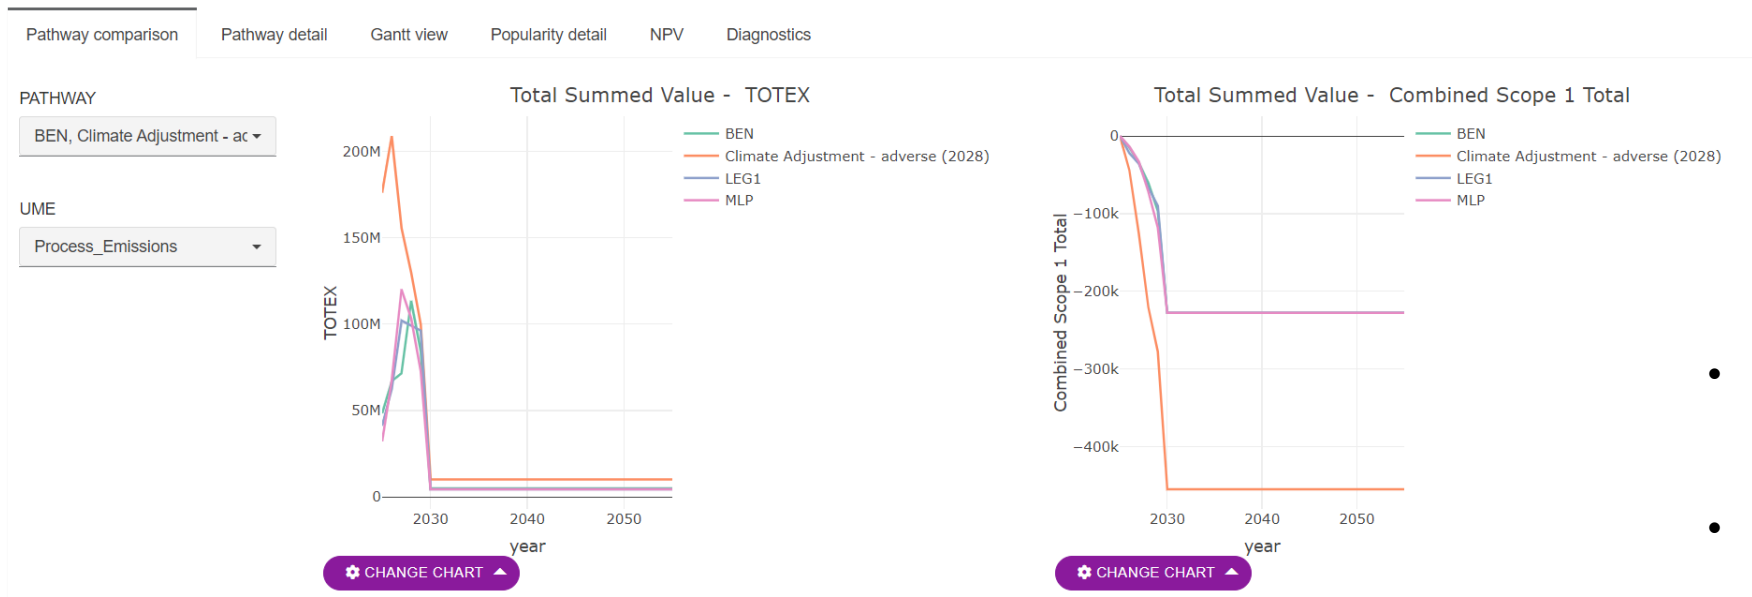 Pathway comparison
Pathway detail
Gantt view
Popularity detail
NPV
Diagnostics
PATHWAY
BEN, Climate Adjustment - ac
UME
Process_Emissions
Total Summed Value - TOTEX
TOTEX
200M
150M
100M
50M
0
2030
2040
2050
year
BEN
Climate Adjustment - adverse (2028)
LEG1
MLP
CHANGE CHART
Total Summed Value - Combined Scope 1 Total
Combined Scope 1 Total
0
−100k
−200k
−300k
−400k
2030
2040
2050
year
BEN
Climate Adjustment - adverse (2028)
LEG1
MLP
CHANGE CHART